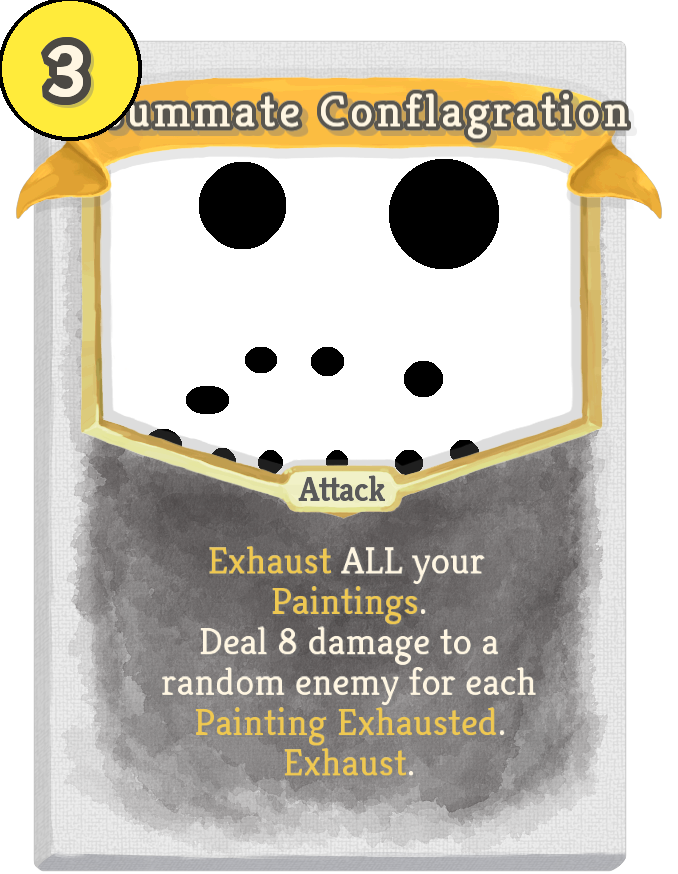 3
ummate Conflagration
Attack
Exhaust ALL your
Paintings.
Deal 8 damage to a
random enemy for each
Painting Exhausted.
Exhaust.